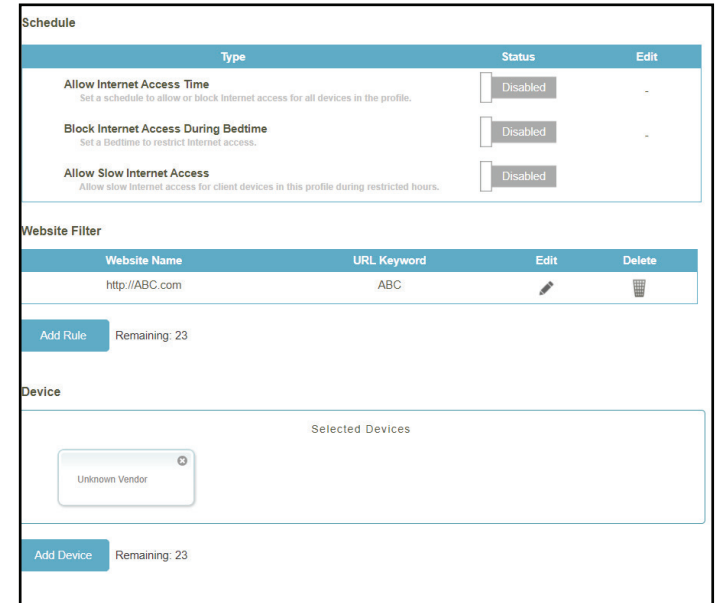 Schedule
Type Status Edit
Allow Internet Access Time Disabled -
Set a schedule to allow or block Internet access for all devices in the profile.
Block Internet Access During Bedtime Disabled -
Set a Bedtime to restrict Internet access.
Allow Slow Internet Access Disabled
Allow slow Internet access for client devices in this profile during restricted hours.
Website Filter
Website Name URL Keyword Edit Delete
http://ABC.com ABC
Add Rule Remaining: 23
Device
Selected Devices
Unknown Vendor
Add Device Remaining: 23